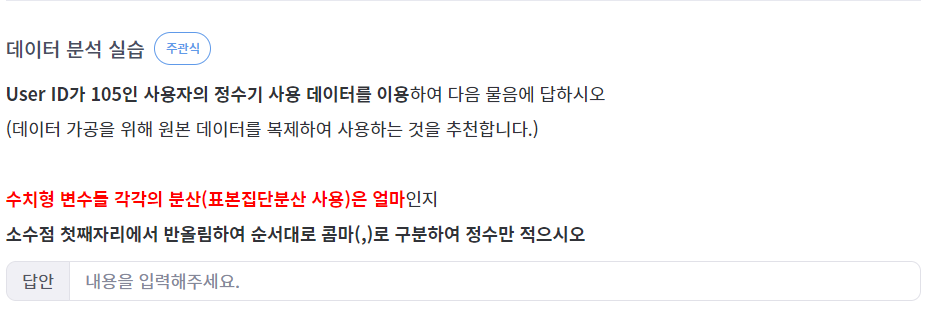 데이터 분석 실습 주관식
User ID가 105인 사용자의 정수기 사용 데이터를 이용하여 다음 물음에 답하시오
(데이터 가공을 위해 원본 데이터를 복제하여 사용하는 것을 추천합니다.)
수치형 변수들 각각의 분산(표본집단분산 사용)은 얼마인지
소수점 첫째자리에서 반올림하여 순서대로 콤마(,)로 구분하여 정수만 적으시오
답안 내용을 입력해주세요.